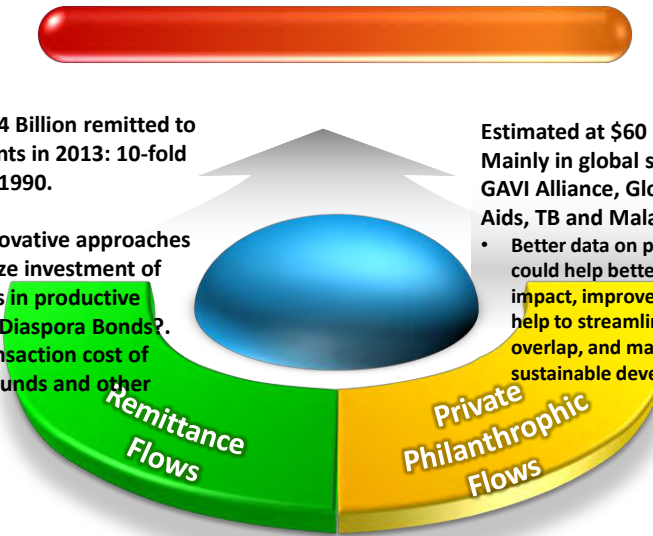 4 Billion remitted to
nts in 2013: 10-fold
1990.
ovative approaches
ze investment of
s in productive
Diaspora Bonds?.
nsaction cost of
unds and other
Estimated at $60
Mainly in global s
GAVI Alliance, Glo
Aids, TB and Mala
• Better data on p
could help better
impact, improve
help to streamlin
overlap, and ma
sustainable deve
Remittance
Flows
Private
Philanthrophic
Flows